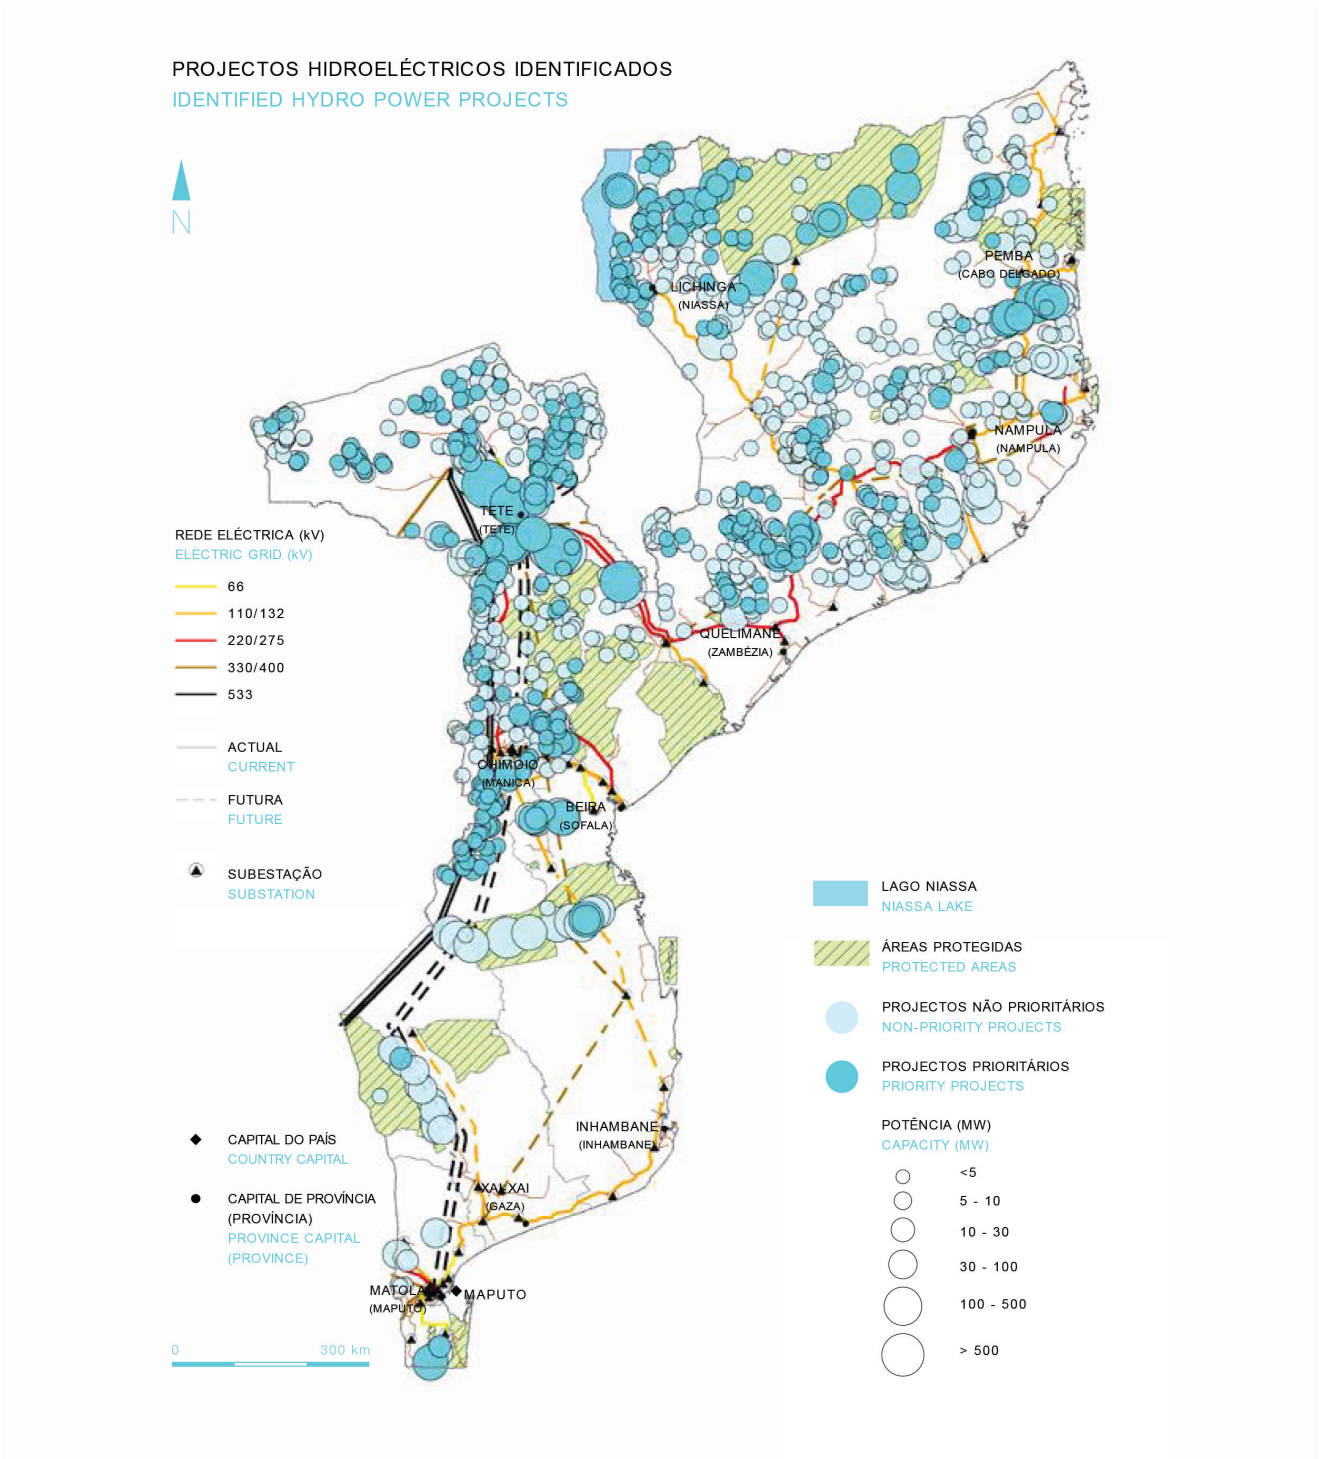 PROJECTOS HIDROELÉCTRICOS IDENTIFICADOS
IDENTIFIED HYDRO POWER PROJECTS
N
PEMBA
(CABO DELGADO)
LICHINGA
(NIASSA)
NAMPULA
(NAMPULA)
TETE
(TETE)
QUELIMANE
(ZAMBÉZIA)
CHIMOIO
(MANICA)
BEIRA
(SOFALA)
INHAMBANE
(INHAMBANE)
XAI-XAI
(GAZA)
MATOLA
(MAPUTO)
MAPUTO
REDE ELÉCTRICA (kV)
ELECTRIC GRID (kV)
66
110/132
220/275
330/400
533
ACTUAL
CURRENT
FUTURA
FUTURE
SUBESTAÇÃO
SUBSTATION
CAPITAL DO PAÍS
COUNTRY CAPITAL
CAPITAL DE PROVÍNCIA
(PROVÍNCIA)
PROVINCE CAPITAL
(PROVINCE)
0 300 km
LAGO NIASSA
NIASSA LAKE
ÁREAS PROTEGIDAS
PROTECTED AREAS
PROJECTOS NÃO PRIORITÁRIOS
NON-PRIORITY PROJECTS
PROJECTOS PRIORITÁRIOS
PRIORITY PROJECTS
POTÊNCIA (MW)
CAPACITY (MW)
<5
5 - 10
10 - 30
30 - 100
100 - 500
> 500